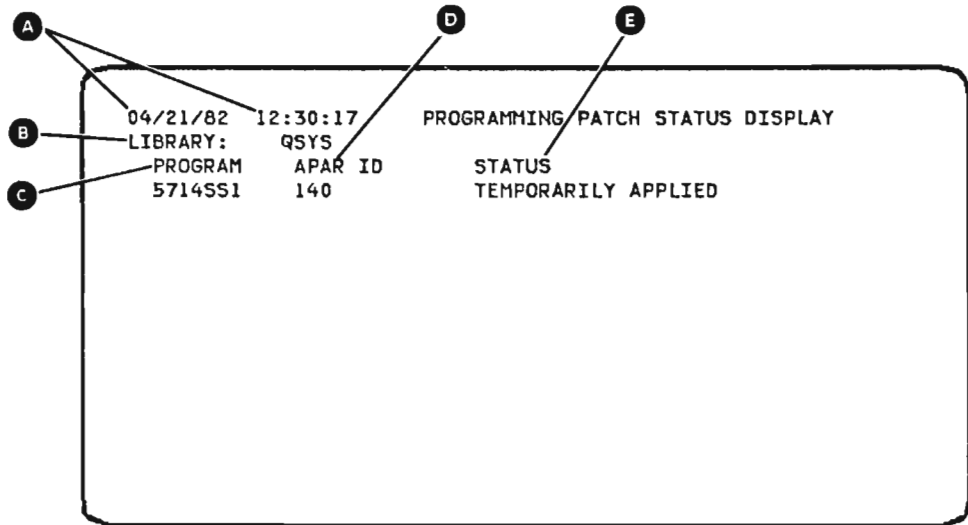 A D E
04/21/82 12:30:17 PROGRAMMING PATCH STATUS DISPLAY
B LIBRARY: QSYS
PROGRAM APAR ID STATUS
C 5714SS1 140 TEMPORARILY APPLIED